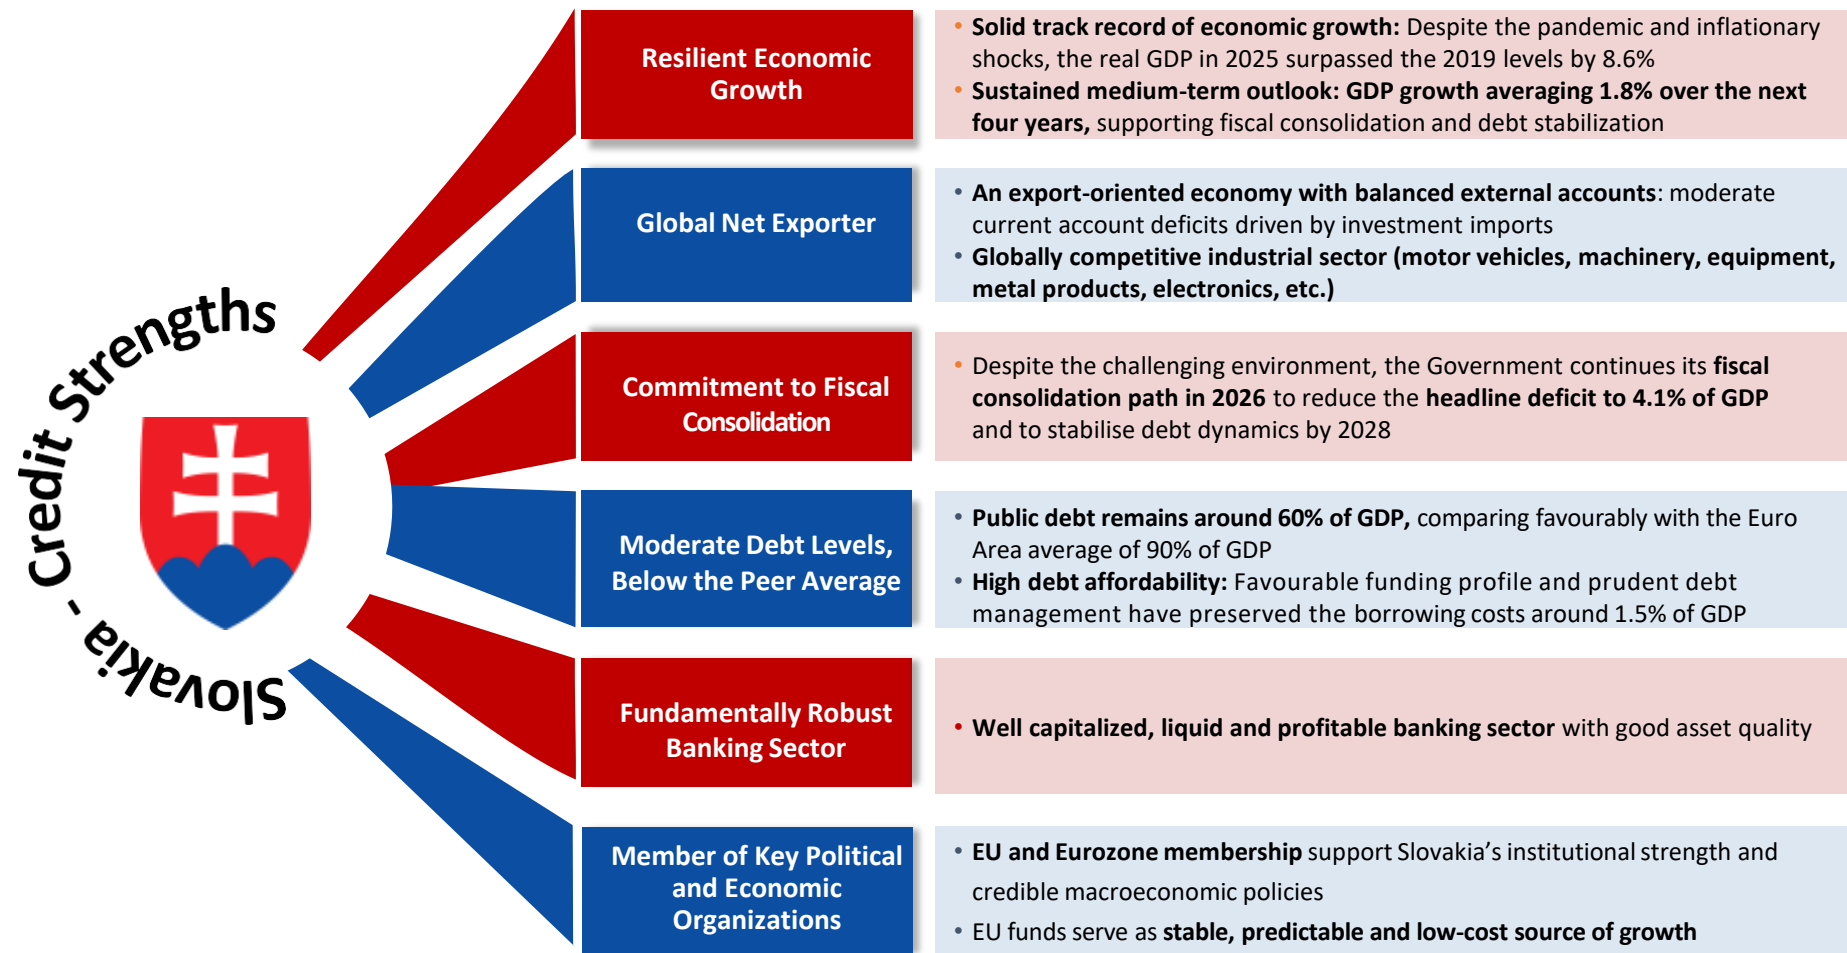 Slovakia - Credit Strengths
Resilient Economic
Growth
• Solid track record of economic growth: Despite the pandemic and inflationary
shocks, the real GDP in 2025 surpassed the 2019 levels by 8.6%
• Sustained medium-term outlook: GDP growth averaging 1.8% over the next
four years, supporting fiscal consolidation and debt stabilization
Global Net Exporter
• An export-oriented economy with balanced external accounts: moderate
current account deficits driven by investment imports
• Globally competitive industrial sector (motor vehicles, machinery, equipment,
metal products, electronics, etc.)
Commitment to Fiscal
Consolidation
• Despite the challenging environment, the Government continues its fiscal
consolidation path in 2026 to reduce the headline deficit to 4.1% of GDP
and to stabilise debt dynamics by 2028
Moderate Debt Levels,
Below the Peer Average
• Public debt remains around 60% of GDP, comparing favourably with the Euro
Area average of 90% of GDP
• High debt affordability: Favourable funding profile and prudent debt
management have preserved the borrowing costs around 1.5% of GDP
Fundamentally Robust
Banking Sector
• Well capitalized, liquid and profitable banking sector with good asset quality
Member of Key Political
and Economic
Organizations
• EU and Eurozone membership support Slovakia’s institutional strength and
credible macroeconomic policies
• EU funds serve as stable, predictable and low-cost source of growth